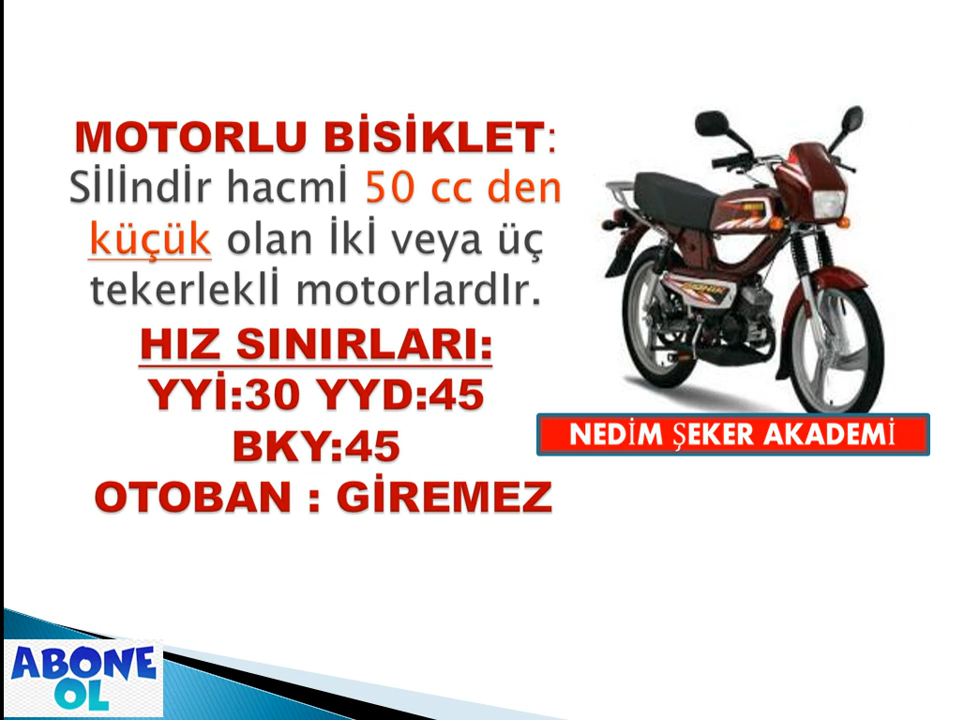 MOTORLU BİSİKLET:
Sİlİndİr hacmİ 50 cc den
küçük olan İkİ veya üç
tekerleklİ motorlardIr.
HIZ SINIRLARI:
YYİ:30 YYD:45
BKY:45
OTOBAN : GİREMEZ
NEDİM ŞEKER AKADEMİ
ABONE
OL